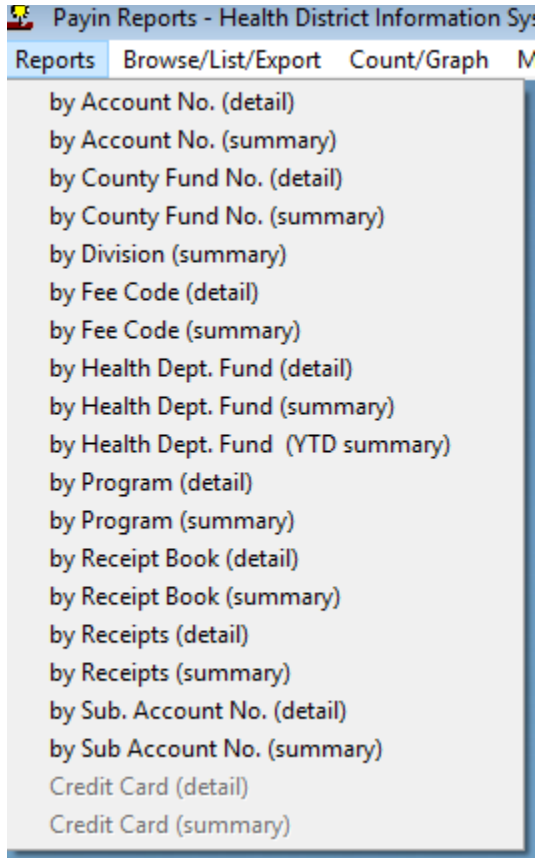 Payin Reports - Health District Information Sys
Reports Browse/List/Export Count/Graph M
by Account No. (detail)
by Account No. (summary)
by County Fund No. (detail)
by County Fund No. (summary)
by Division (summary)
by Fee Code (detail)
by Fee Code (summary)
by Health Dept. Fund (detail)
by Health Dept. Fund (summary)
by Health Dept. Fund  (YTD summary)
by Program (detail)
by Program (summary)
by Receipt Book (detail)
by Receipt Book (summary)
by Receipts (detail)
by Receipts (summary)
by Sub. Account No. (detail)
by Sub Account No. (summary)
Credit Card (detail)
Credit Card (summary)